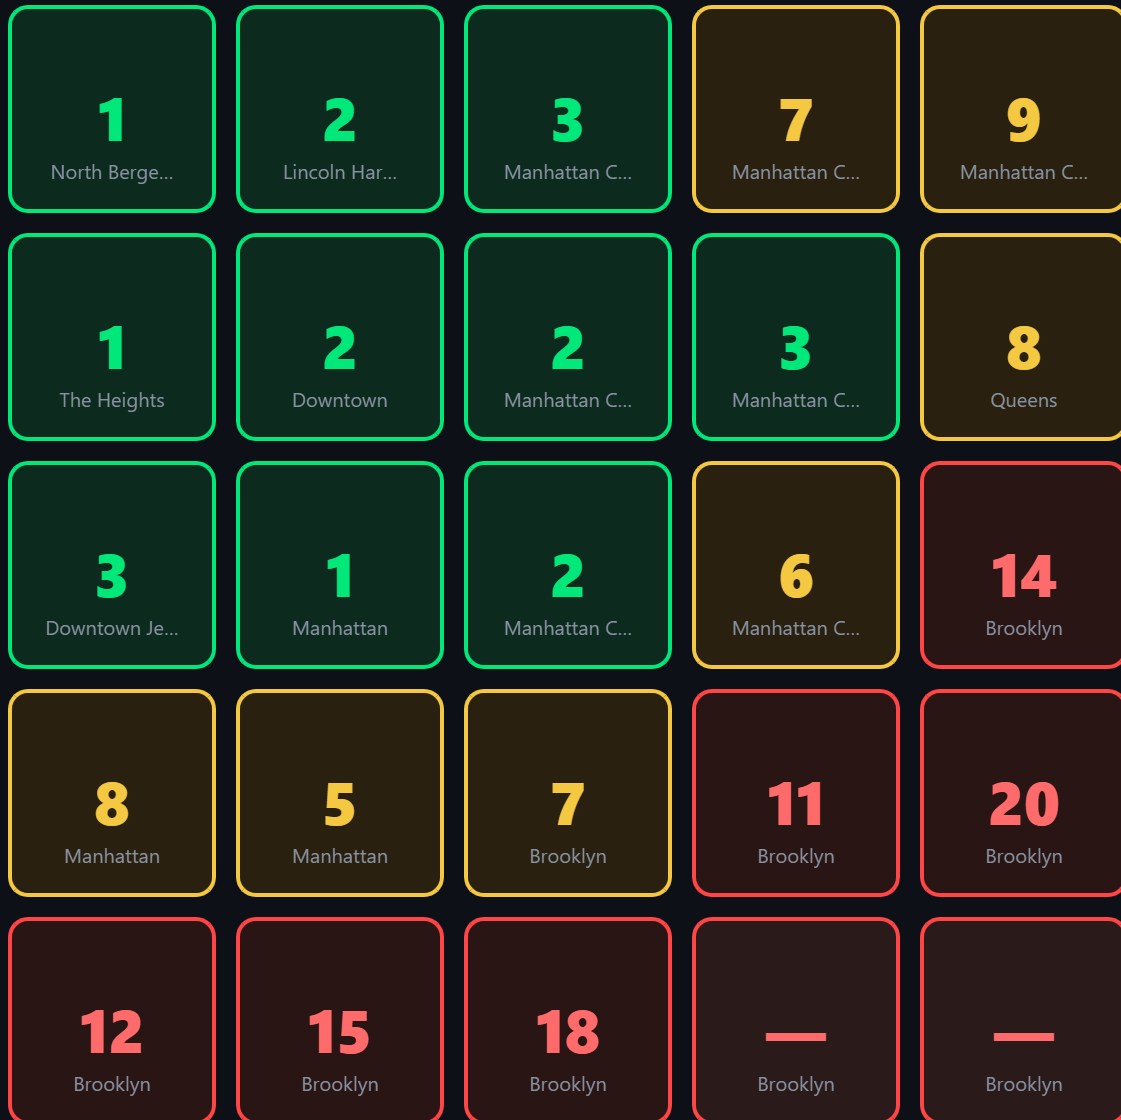 1 2 3 7 9
North Berge... Lincoln Har... Manhattan C... Manhattan C... Manhattan C...
1 2 2 3 8
The Heights Downtown Manhattan C... Manhattan C... Queens
3 1 2 6 14
Downtown Je... Manhattan Manhattan C... Manhattan C... Brooklyn
8 5 7 11 20
Manhattan Manhattan Brooklyn Brooklyn Brooklyn
12 15 18 — —
Brooklyn Brooklyn Brooklyn Brooklyn Brooklyn